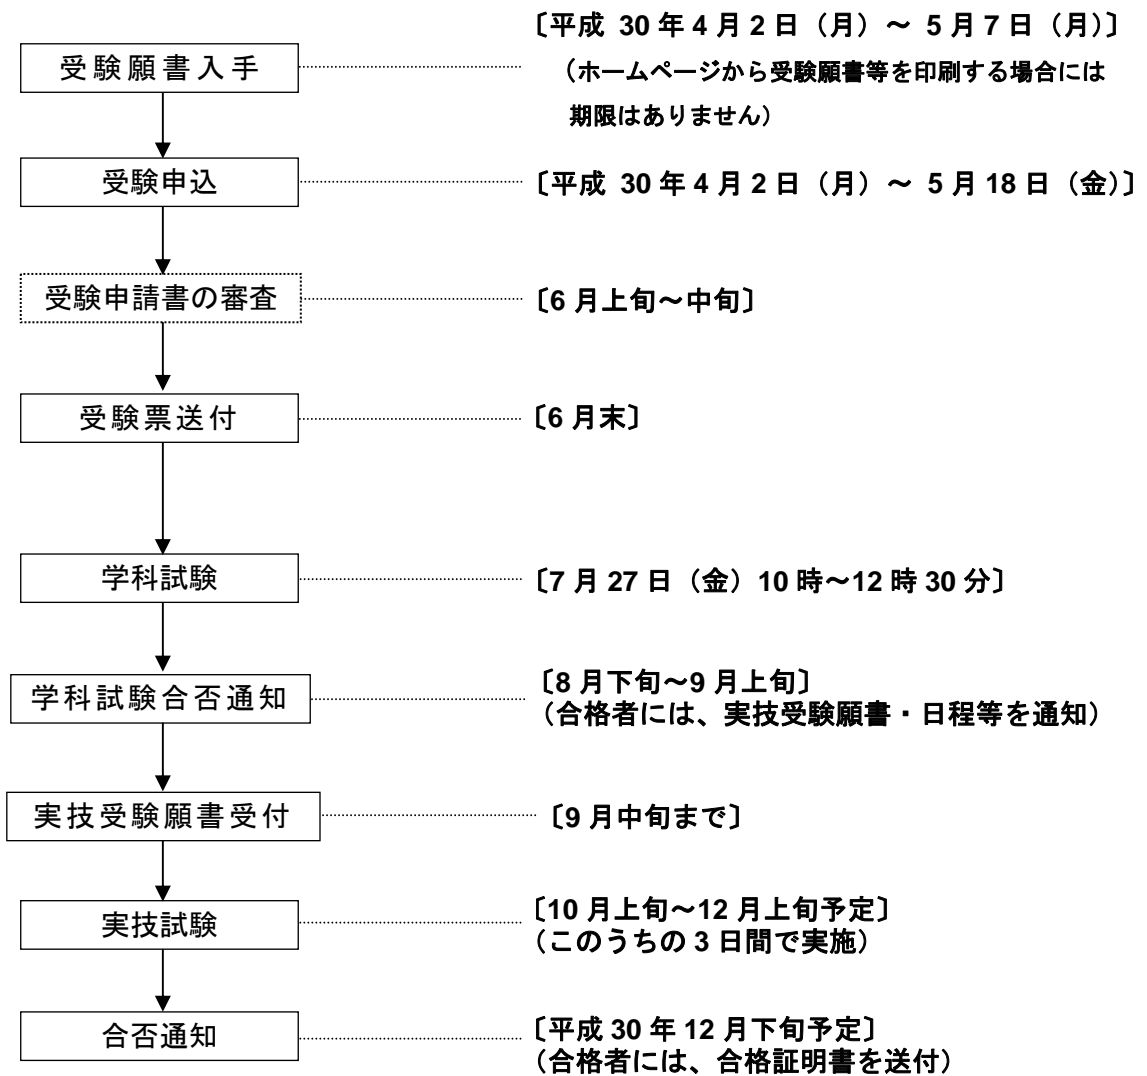 〔平成 30 年 4 月 2 日（月）～ 5 月 7 日（月）〕
受験願書入手
（ホームページから受験願書等を印刷する場合には
期限はありません）
受験申込
〔平成 30 年 4 月 2 日（月）～ 5 月 18 日（金）〕
受験申請書の審査
〔6 月上旬～中旬〕
受験票送付
〔6 月末〕
学科試験
〔7 月 27 日（金）10 時～12 時 30 分〕
学科試験合否通知
〔8 月下旬～9 月上旬〕
（合格者には、実技受験願書・日程等を通知）
実技受験願書受付
〔9 月中旬まで〕
実技試験
〔10 月上旬～12 月上旬予定〕
（このうちの 3 日間で実施）
合否通知
〔平成 30 年 12 月下旬予定〕
（合格者には、合格証明書を送付）